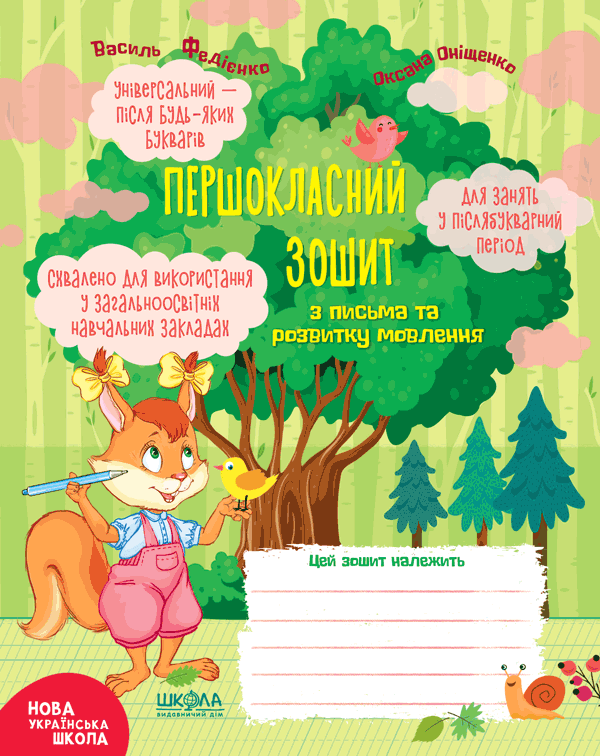 Василь Федієнко
Оксана Оніщенко
Універсальний —
після будь-яких
букварів
Першокласний
зошит
з письма та
розвитку мовлення
Для занять
у післябукварний
період
Схвалено для використання
у загальноосвітніх
навчальних закладах
Цей зошит належить
НОВА
УКРАЇНСЬКА
ШКОЛА
ШКОЛА
ВИДАВНИЧИЙ ДІМ